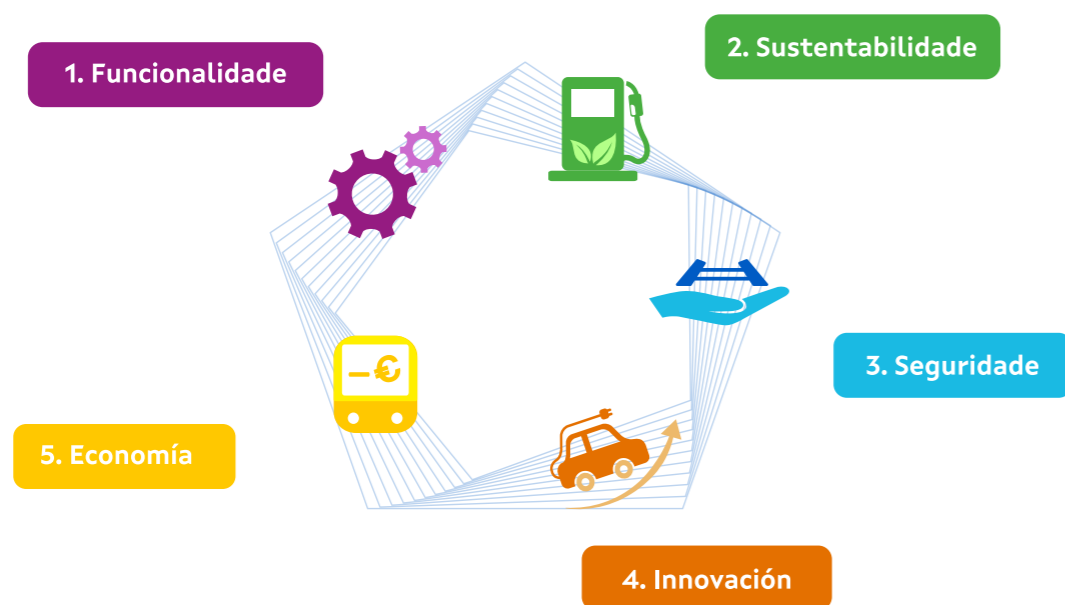 1. Funcionalidade
2. Sustentabilidade
3. Seguridade
4. Innovación
5. Economía
–€